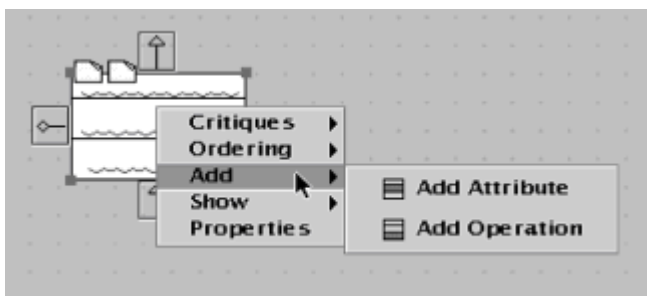 Critiques
Ordering
Add
Show
Properties
Add Attribute
Add Operation